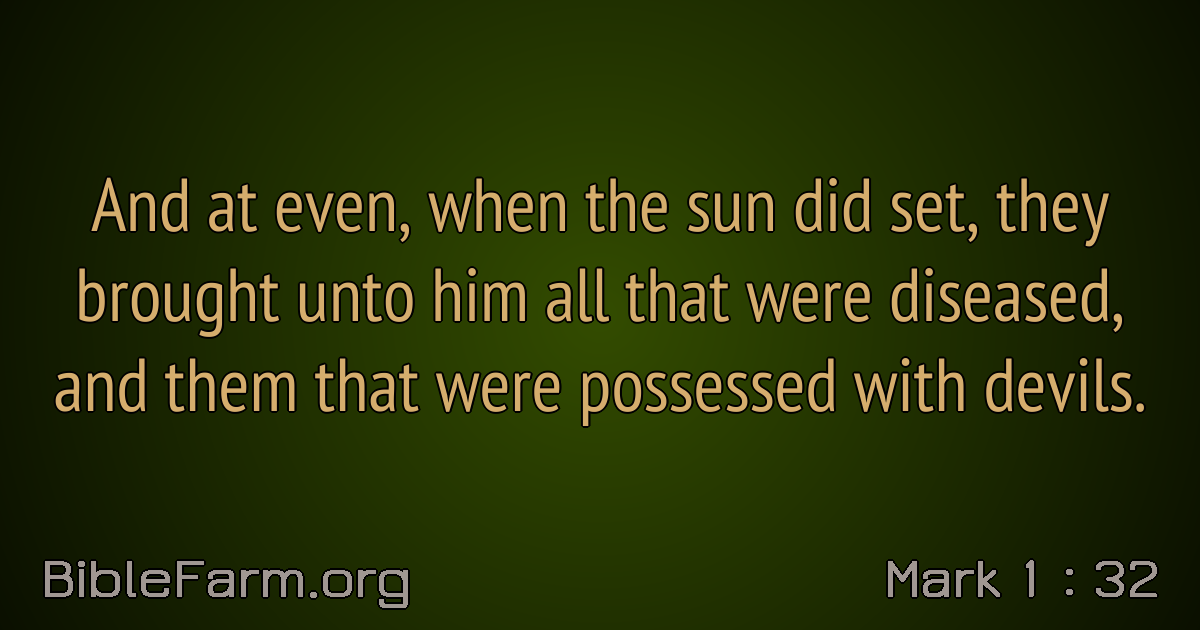 And at even, when the sun did set, they
brought unto him all that were diseased,
and them that were possessed with devils.
BibleFarm.org
Mark 1 : 32